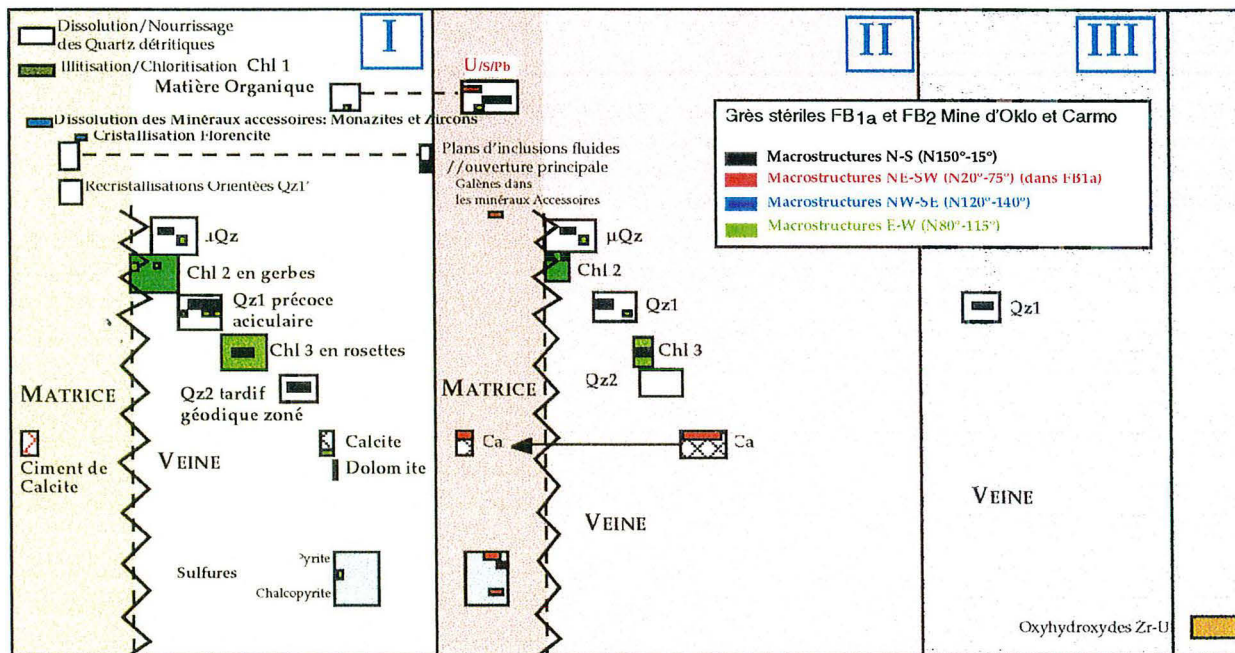 Dissolution/Nourrissage
des Quartz détritiques
I
Illitisation/Chloritisation Chl 1
Matière Organique
Dissolution des Minéraux accessoires: Monazites et Zircons
Cristallisation Florencite
Recristallisations Orientées Qz1'
µQz
Chl 2 en gerbes
Qz1 précoce
aciculaire
Chl 3 en rosettes
Qz2 tardif
géodique zoné
MATRICE
Ciment de
Calcite
VEINE
Calcite
Dolomite
Sulfures
Pyrite
Chalcopyrite
U/S/Pb
II
Plans d'inclusions fluides
//ouverture principale
Galènes dans
les minéraux Accessoires
µQz
Chl 2
Qz1
Chl 3
Qz2
MATRICE
Ca
Ca
VEINE
III
Grès stériles FB1a et FB2 Mine d'Oklo et Carmo
Macrostructures N-S (N150°-15°)
Macrostructures NE-SW (N20°-75°) (dans FB1a)
Macrostructures NW-SE (N120°-140°)
Macrostructures E-W (N80°-115°)
Qz1
VEINE
Oxyhydroxydes Zr-U